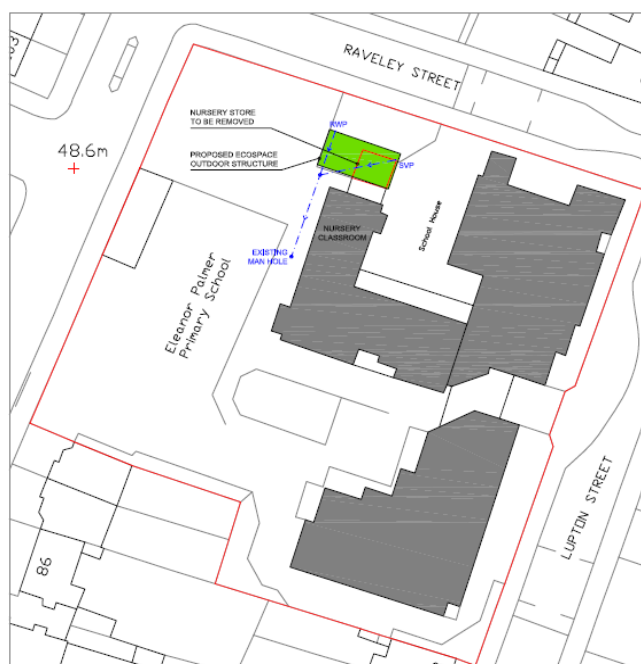 RAVELEY STREET
NURSERY STORE
TO BE REMOVED
RWP
48.6m
PROPOSED ECOSPACE
OUTDOOR STRUCTURE
SVP
School House
NURSERY
CLASSROOM
EXISTING
MAN HOLE
Eleanor Palmer
Primary School
LUPTON STREET
86